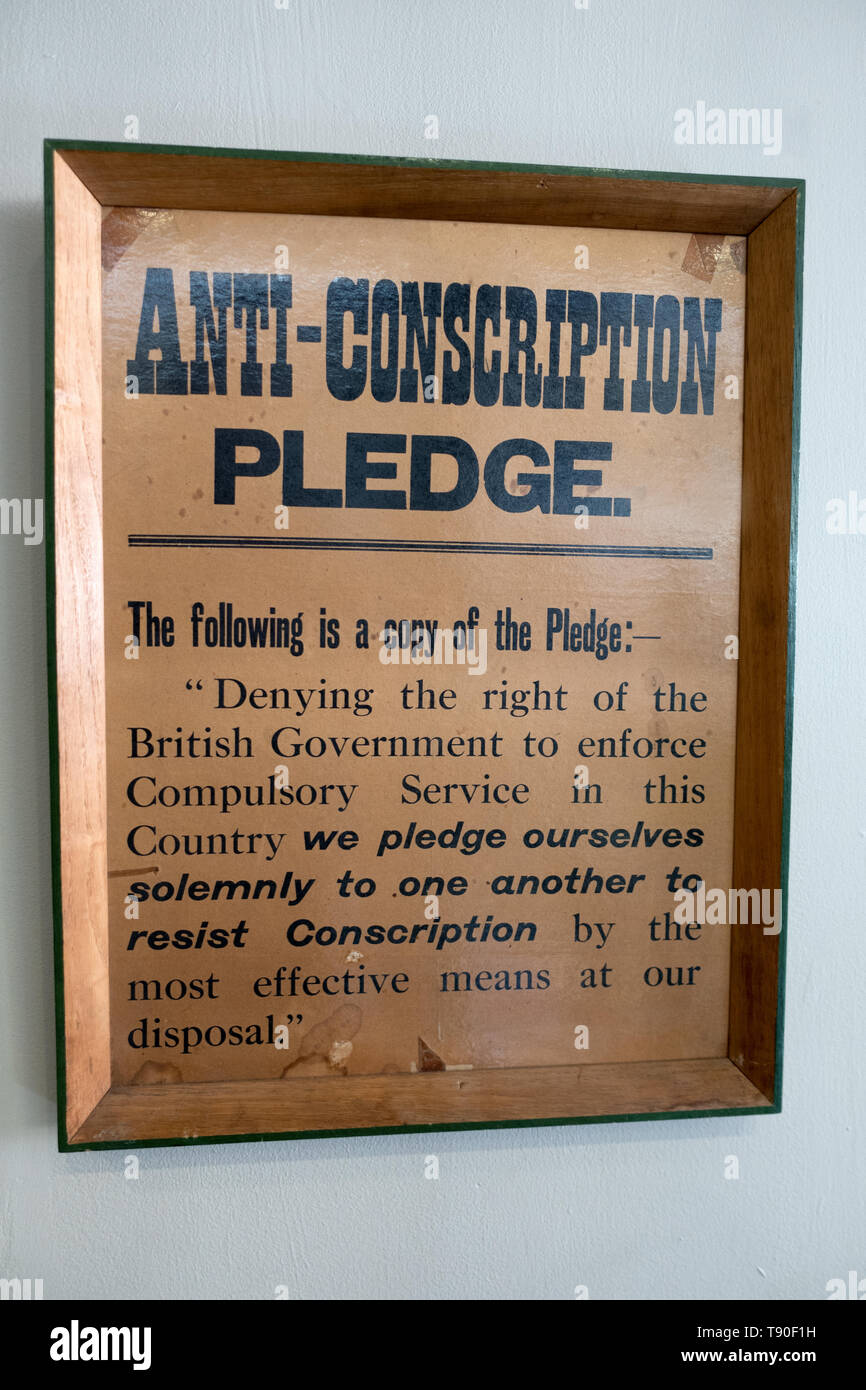 ANTI-CONSCRIPTION
PLEDGE.
The following is a copy of the Pledge:—
“Denying the right of the
British Government to enforce
Compulsory Service in this
Country we pledge ourselves
solemnly to one another to
resist Conscription by the
most effective means at our
disposal.”
alamy
Image ID: T90F1H
www.alamy.com